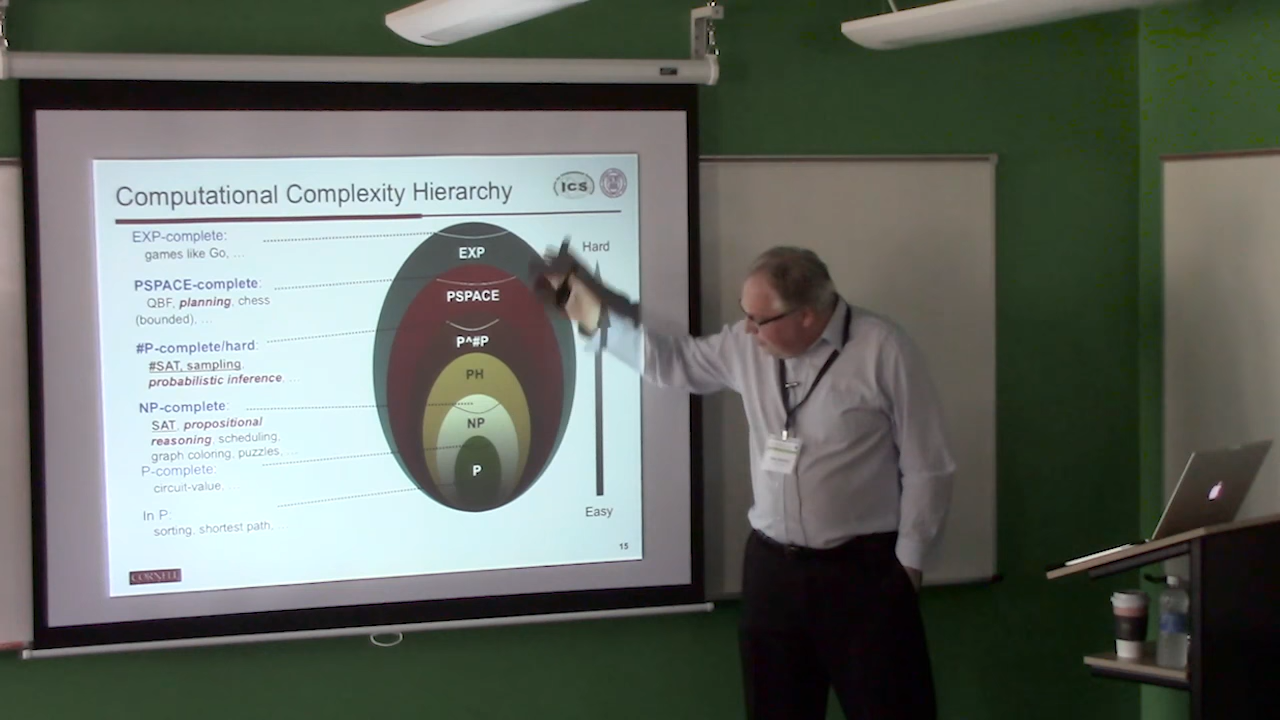 Computational Complexity Hierarchy
ICS
EXP-complete:
games like Go, ...
PSPACE-complete:
QBF, planning, chess
(bounded), ...
#P-complete/hard:
#SAT, sampling,
probabilistic inference, ...
NP-complete:
SAT, propositional
reasoning, scheduling,
graph coloring, puzzles, ...
P-complete:
circuit-value, ...
In P:
sorting, shortest path, ...
EXP
PSPACE
P^#P
PH
NP
P
Hard
Easy
15
CORNELL